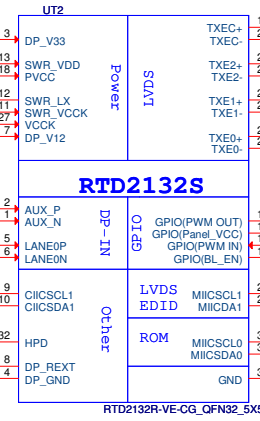 UT2
3 DP_V33
13 SWR_VDD
18 PVCC
12 SWR_LX
11 SWR_VCCK
27 VCCK
7 DP_V12
Power
LVDS
TXEC+
TXEC-
TXE2+
TXE2-
TXE1+
TXE1-
TXE0+
TXE0-
RTD2132S
2 AUX_P
1 AUX_N
5 LANE0P
6 LANE0N
DP-IN
GPIO
GPIO(PWM OUT)
GPIO(Panel_VCC)
GPIO(PWM IN)
GPIO(BL_EN)
9 CIICSCL1
10 CIICSDA1
32 HPD
8 DP_REXT
4 DP_GND
Other
LVDS
EDID
MIICSCL1
MIICDA1
ROM
MIICSCL0
MIICSDA0
GND
RTD2132R-VE-CG_QFN32_5X5